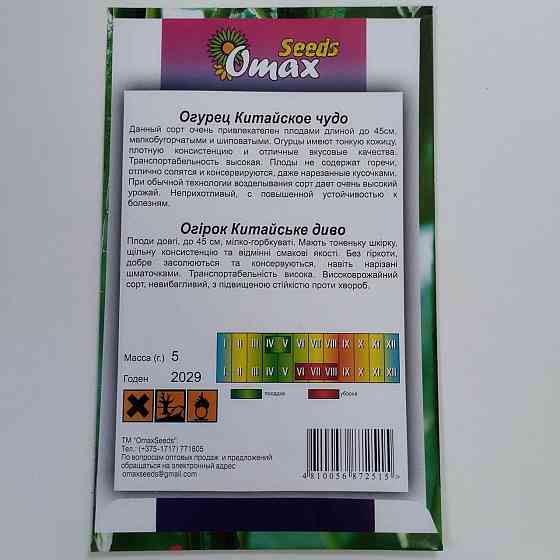 Seeds
Omax
Огурец Китайское чудо
Данный сорт очень привлекателен плодами длиной до 45см,
мелкобугорчатыми и шиповатыми. Огурцы имеют тонкую кожицу,
плотную консистенцию и отличные вкусовые качества.
Транспортабельность высокая. Плоды не содержат горечи,
отлично солятся и консервируются, даже нарезанные кусочками.
При обычной технологии возделывания сорт дает очень высокий
урожай. Неприхотливый, с повышенной устойчивостью к
болезням.
Огірок Китайське диво
Плоди довгі, до 45 см, мілко-горбкуваті. Мають тоненьку шкірку,
щільну консистенцію та відмінні смакові якості. Без гіркоти,
добре засолюються та консервуються, навіть нарізані
шматочками. Транспортабельність висока. Високоврожайний
сорт, невибагливий, з підвищеною стійкістю проти хвороб.
I II III IV V VI VII VIII IX X XI XII
I II III IV V VI VII VIII IX X XI XII
посадка уборка
Масса (г.) 5
Годен 2029
ТМ "OmaxSeeds".
Тел.: (+375-1717) 771605
По вопросам оптовых продаж и предложений
обращаться на электронный адрес
omaxseeds@gmail.com
4810056872515>